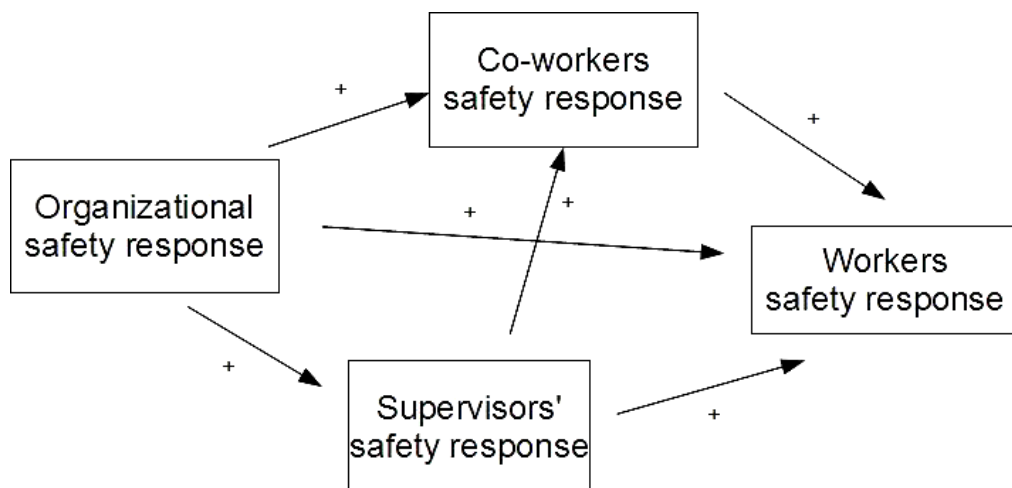 Co-workers
safety response
+
+
Organizational
safety response
+
+
Workers
safety response
+
+
Supervisors'
safety response